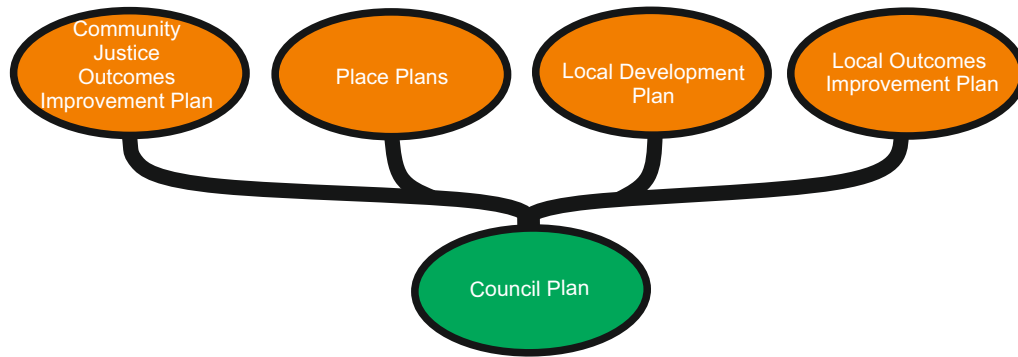 Community
Justice
Outcomes
Improvement Plan
Place Plans
Local Development
Plan
Local Outcomes
Improvement Plan
Council Plan